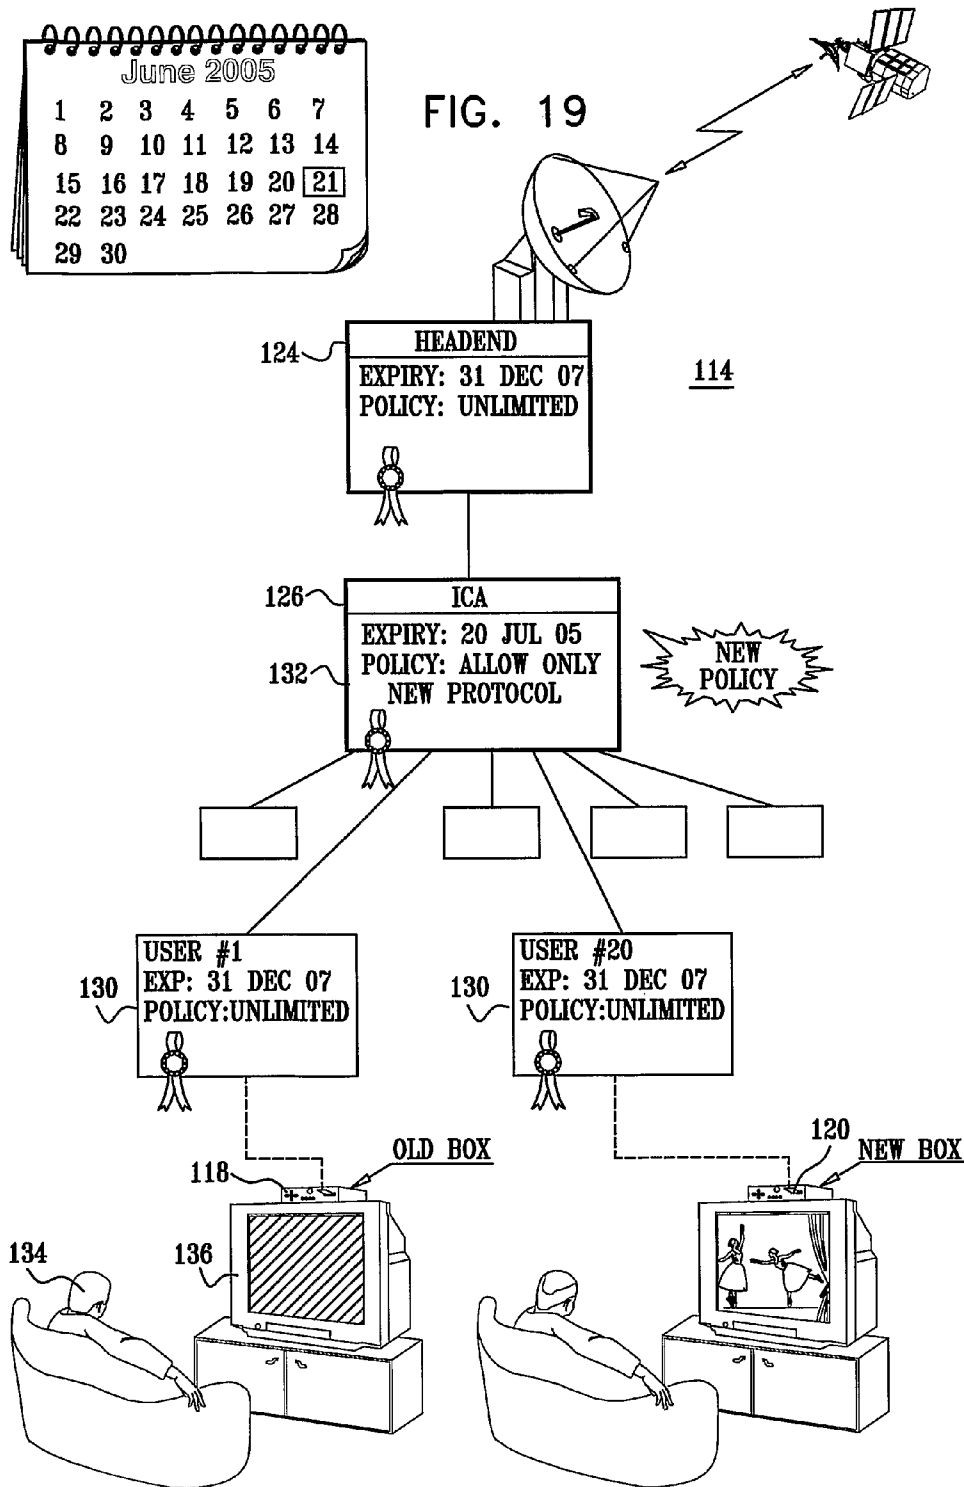 June 2005
1 2 3 4 5 6 7
8 9 10 11 12 13 14
15 16 17 18 19 20 21
22 23 24 25 26 27 28
29 30
FIG. 19
124
HEADEND
EXPIRY: 31 DEC 07
POLICY: UNLIMITED
114
126
ICA
EXPIRY: 20 JUL 05
132
POLICY: ALLOW ONLY
NEW PROTOCOL
NEW
POLICY
USER #1
EXP: 31 DEC 07
POLICY:UNLIMITED
130
USER #20
EXP: 31 DEC 07
POLICY:UNLIMITED
130
OLD BOX
118
120
NEW BOX
134
136